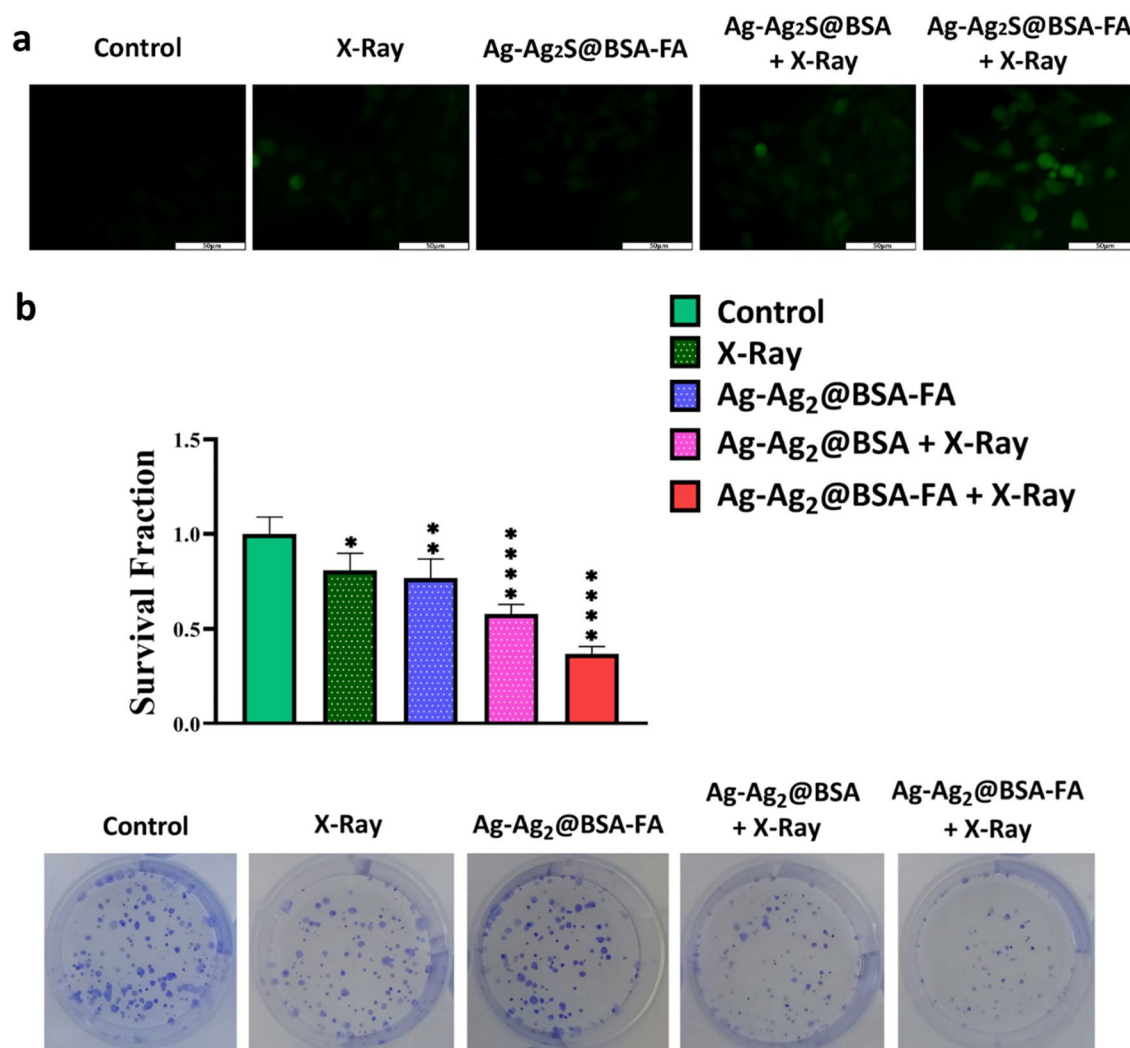 a
Control
X-Ray
Ag-Ag₂S@BSA-FA
Ag-Ag₂S@BSA
+ X-Ray
Ag-Ag₂S@BSA-FA
+ X-Ray
50µm
50µm
50µm
50µm
50µm
b
Control
X-Ray
Ag-Ag₂@BSA-FA
Ag-Ag₂@BSA + X-Ray
Ag-Ag₂@BSA-FA + X-Ray
Survival Fraction
1.5
1.0
0.5
0.0
*
**
****
****
Control
X-Ray
Ag-Ag₂@BSA-FA
Ag-Ag₂@BSA
+ X-Ray
Ag-Ag₂@BSA-FA
+ X-Ray